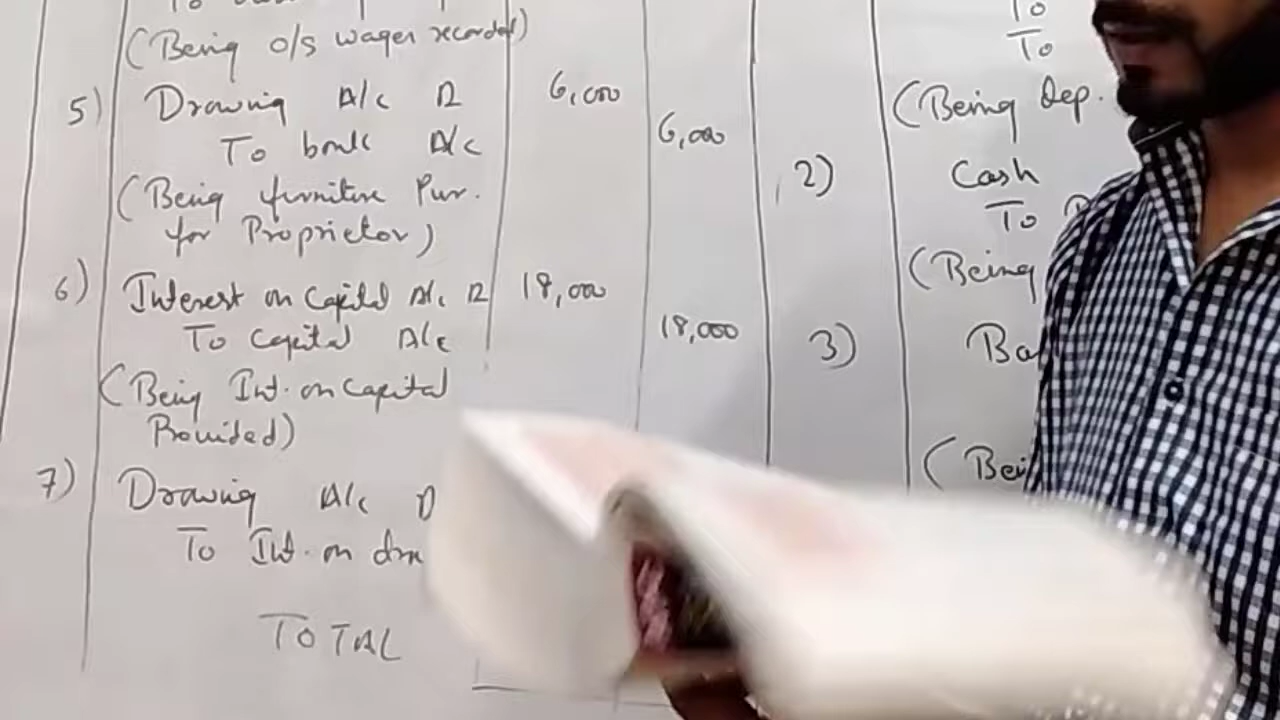 (Being o/s wages recorded)
5) Drawing A/c Dr 6,000
To bank A/c 6,000
(Being furniture Pur.
for Proprietor)
6) Interest on Capital A/c Dr 18,000
To Capital A/c 18,000
(Being Int. on Capital
Provided)
7) Drawing A/c D
To Int. on dra
TOTAL
To
To
(Being Dep.
2) Cash
To
(Being
3) Ba
(Bei